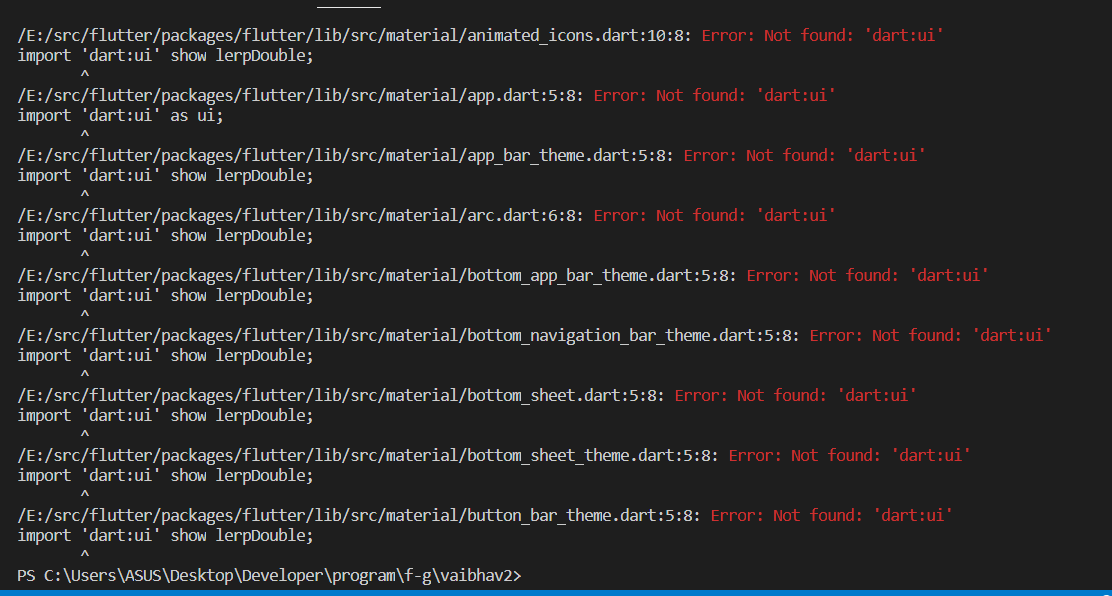 /E:/src/flutter/packages/flutter/lib/src/material/animated_icons.dart:10:8: Error: Not found: 'dart:ui'
import 'dart:ui' show lerpDouble;
       ^
/E:/src/flutter/packages/flutter/lib/src/material/app.dart:5:8: Error: Not found: 'dart:ui'
import 'dart:ui' as ui;
       ^
/E:/src/flutter/packages/flutter/lib/src/material/app_bar_theme.dart:5:8: Error: Not found: 'dart:ui'
import 'dart:ui' show lerpDouble;
       ^
/E:/src/flutter/packages/flutter/lib/src/material/arc.dart:6:8: Error: Not found: 'dart:ui'
import 'dart:ui' show lerpDouble;
       ^
/E:/src/flutter/packages/flutter/lib/src/material/bottom_app_bar_theme.dart:5:8: Error: Not found: 'dart:ui'
import 'dart:ui' show lerpDouble;
       ^
/E:/src/flutter/packages/flutter/lib/src/material/bottom_navigation_bar_theme.dart:5:8: Error: Not found: 'dart:ui'
import 'dart:ui' show lerpDouble;
       ^
/E:/src/flutter/packages/flutter/lib/src/material/bottom_sheet.dart:5:8: Error: Not found: 'dart:ui'
import 'dart:ui' show lerpDouble;
       ^
/E:/src/flutter/packages/flutter/lib/src/material/bottom_sheet_theme.dart:5:8: Error: Not found: 'dart:ui'
import 'dart:ui' show lerpDouble;
       ^
/E:/src/flutter/packages/flutter/lib/src/material/button_bar_theme.dart:5:8: Error: Not found: 'dart:ui'
import 'dart:ui' show lerpDouble;
       ^
PS C:\Users\ASUS\Desktop\Developer\program\f-g\vaibhav2>